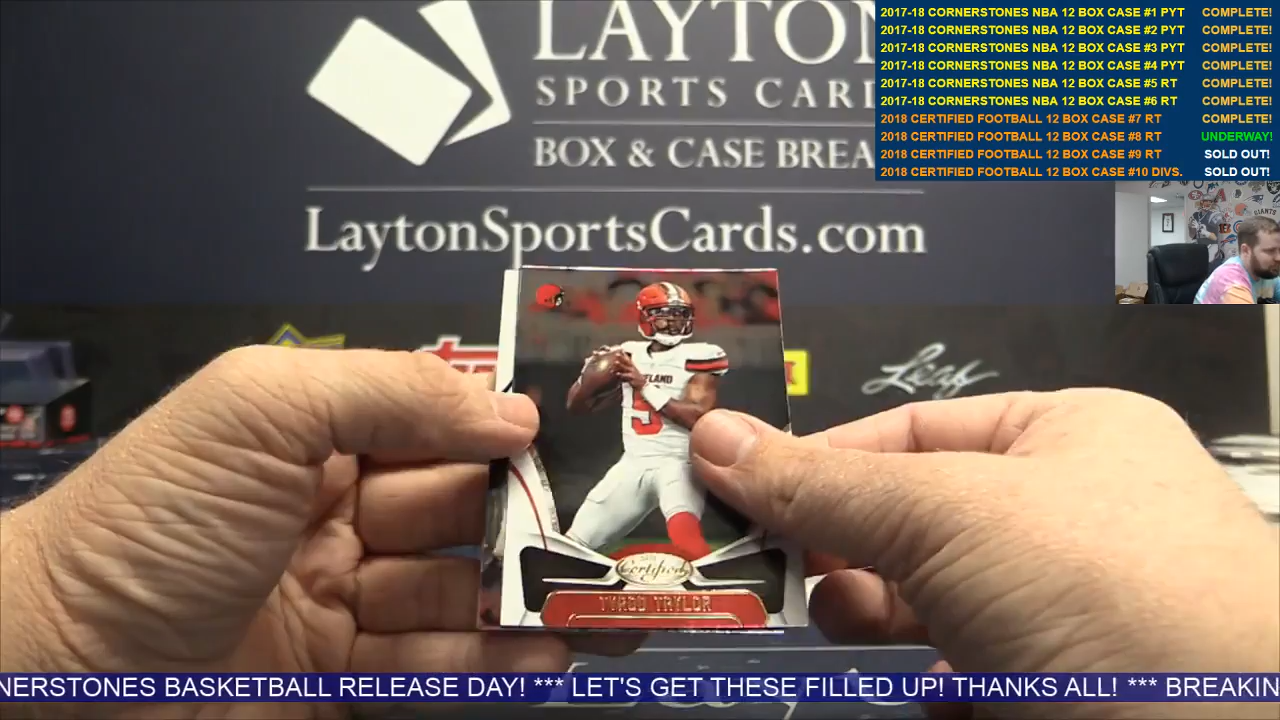 LAYTON
SPORTS CARD
BOX & CASE BREA
LaytonSportsCards.com
2017-18 CORNERSTONES NBA 12 BOX CASE #1 PYT COMPLETE!
2017-18 CORNERSTONES NBA 12 BOX CASE #2 PYT COMPLETE!
2017-18 CORNERSTONES NBA 12 BOX CASE #3 PYT COMPLETE!
2017-18 CORNERSTONES NBA 12 BOX CASE #4 PYT COMPLETE!
2017-18 CORNERSTONES NBA 12 BOX CASE #5 RT COMPLETE!
2017-18 CORNERSTONES NBA 12 BOX CASE #6 RT COMPLETE!
2018 CERTIFIED FOOTBALL 12 BOX CASE #7 RT COMPLETE!
2018 CERTIFIED FOOTBALL 12 BOX CASE #8 RT UNDERWAY!
2018 CERTIFIED FOOTBALL 12 BOX CASE #9 RT SOLD OUT!
2018 CERTIFIED FOOTBALL 12 BOX CASE #10 DIVS. SOLD OUT!
GIANTS
Leaf
ELAND
5
Certified
TYROD TAYLOR
NERSTONES BASKETBALL RELEASE DAY! *** LET'S GET THESE FILLED UP! THANKS ALL! *** BREAKIN